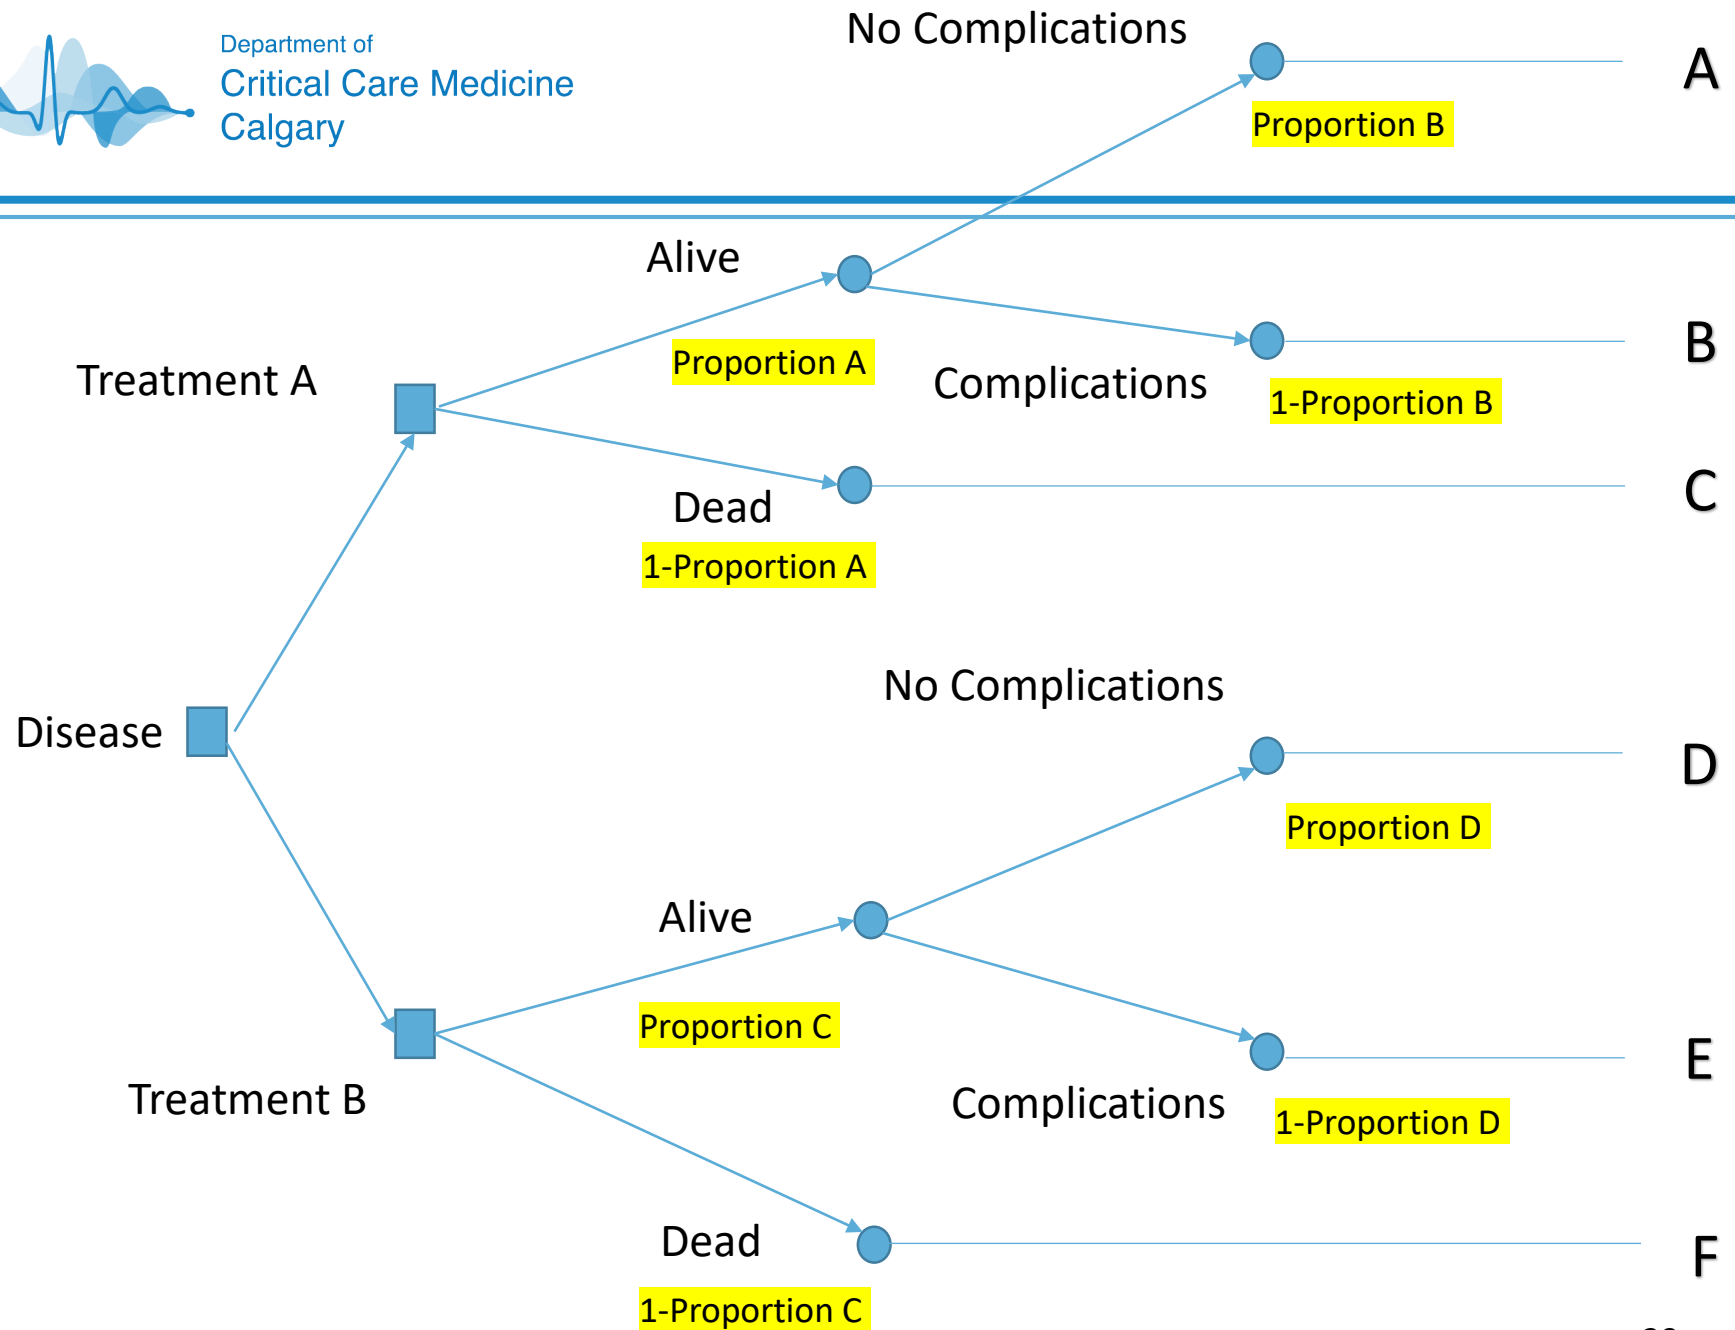 Department of
Critical Care Medicine
Calgary
No Complications
A
Proportion B
Alive
Proportion A
Treatment A
B
Complications
1-Proportion B
C
Dead
1-Proportion A
No Complications
Disease
D
Proportion D
Alive
Proportion C
E
Treatment B
Complications
1-Proportion D
Dead
F
1-Proportion C